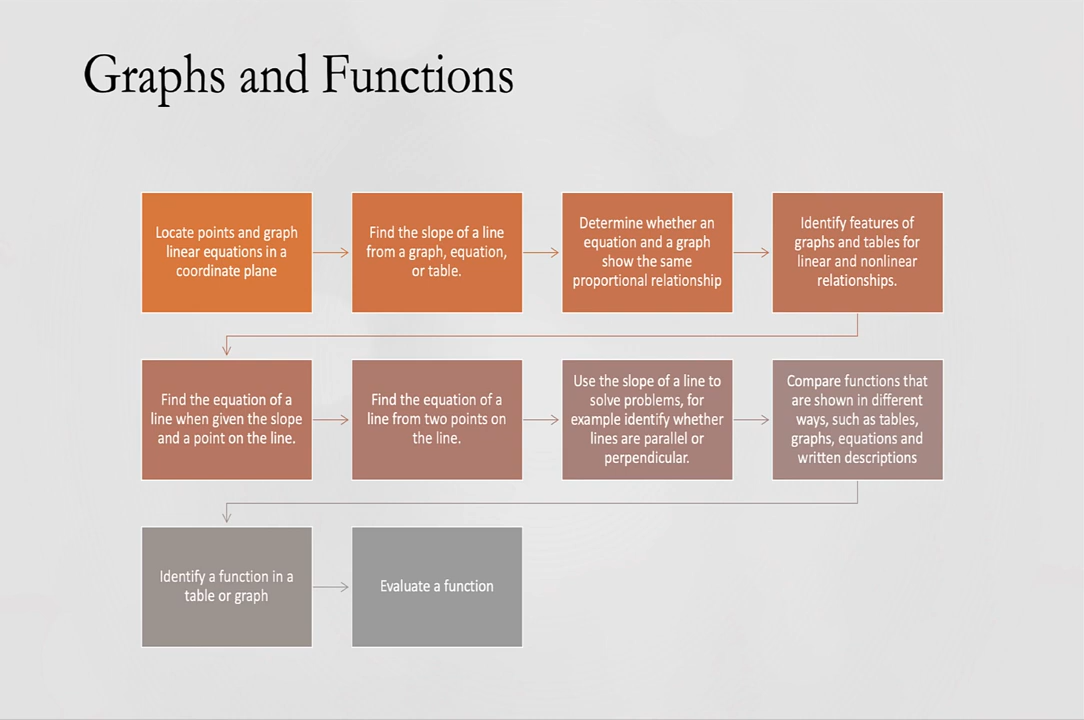 Graphs and Functions
Locate points and graph
linear equations in a
coordinate plane
Find the slope of a line
from a graph, equation,
or table.
Determine whether an
equation and a graph
show the same
proportional relationship
Identify features of
graphs and tables for
linear and nonlinear
relationships.
Find the equation of a
line when given the slope
and a point on the line.
Find the equation of a
line from two points on
the line.
Use the slope of a line to
solve problems, for
example identify whether
lines are parallel or
perpendicular.
Compare functions that
are shown in different
ways, such as tables,
graphs, equations and
written descriptions
Identify a function in a
table or graph
Evaluate a function